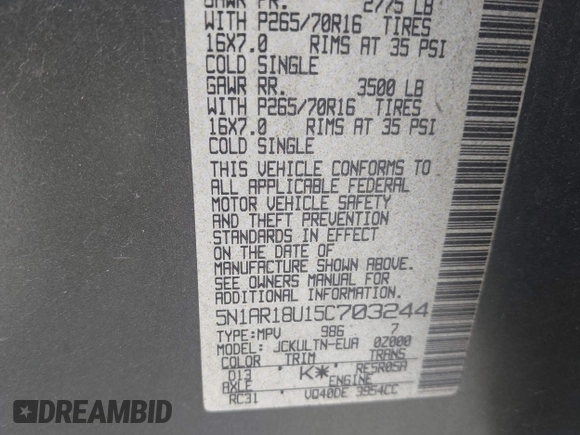 GAWR FR. 2775 LB
WITH P265/70R16 TIRES
16X7.0 RIMS AT 35 PSI
COLD SINGLE
GAWR RR. 3500 LB
WITH P265/70R16 TIRES
16X7.0 RIMS AT 35 PSI
COLD SINGLE
THIS VEHICLE CONFORMS TO
ALL APPLICABLE FEDERAL
MOTOR VEHICLE SAFETY
AND THEFT PREVENTION
STANDARDS IN EFFECT
ON THE DATE OF
MANUFACTURE SHOWN ABOVE.
SEE OWNERS MANUAL FOR
ADDITIONAL INFORMATION
5N1AR18U15C703244
TYPE:MPV 986 7
MODEL: JCKULTN-EUA 0Z000
COLOR TRIM TRANS
D13 K* RE5R05A
AXLE ENGINE
RC31 VQ40DE 3954CC
BIDHISTORY
BidHistory.org